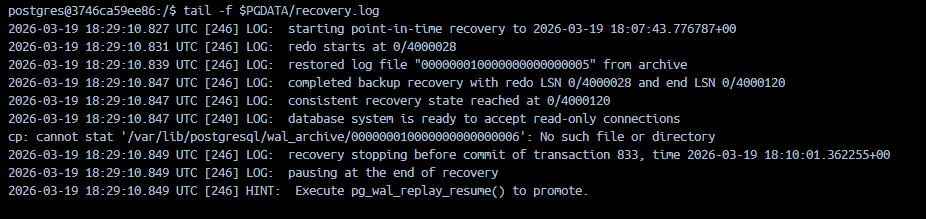 postgres@3746ca59ee86:/$ tail -f $PGDATA/recovery.log
2026-03-19 18:29:10.827 UTC [246] LOG:  starting point-in-time recovery to 2026-03-19 18:07:43.776787+00
2026-03-19 18:29:10.831 UTC [246] LOG:  redo starts at 0/4000028
2026-03-19 18:29:10.839 UTC [246] LOG:  restored log file "000000010000000000000005" from archive
2026-03-19 18:29:10.847 UTC [246] LOG:  completed backup recovery with redo LSN 0/4000028 and end LSN 0/4000120
2026-03-19 18:29:10.847 UTC [246] LOG:  consistent recovery state reached at 0/4000120
2026-03-19 18:29:10.847 UTC [240] LOG:  database system is ready to accept read-only connections
cp: cannot stat '/var/lib/postgresql/wal_archive/000000010000000000000006': No such file or directory
2026-03-19 18:29:10.849 UTC [246] LOG:  recovery stopping before commit of transaction 833, time 2026-03-19 18:10:01.362255+00
2026-03-19 18:29:10.849 UTC [246] LOG:  pausing at the end of recovery
2026-03-19 18:29:10.849 UTC [246] HINT:  Execute pg_wal_replay_resume() to promote.